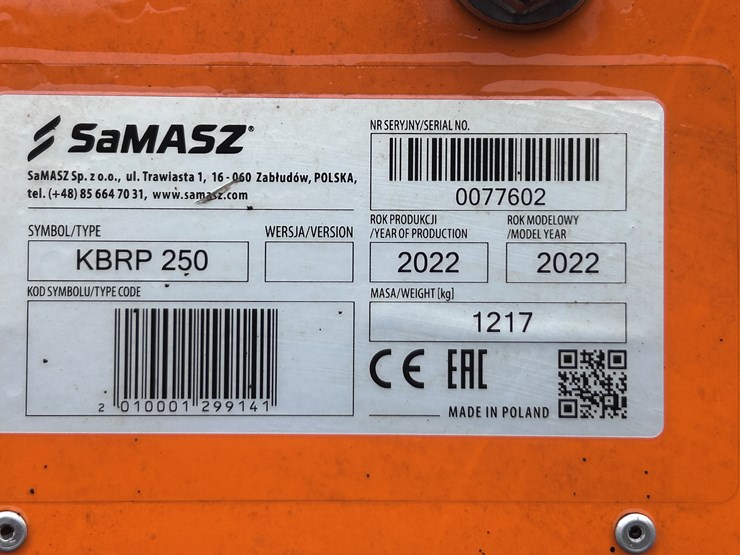 SaMASZ®
SaMASZ Sp. z o.o., ul. Trawiasta 1, 16-060 Zabłudów, POLSKA,
tel. (+48) 85 664 70 31, www.samasz.com
NR SERYJNY/SERIAL NO.
0077602
SYMBOL/TYPE
KBRP 250
WERSJA/VERSION
ROK PRODUKCJI
/YEAR OF PRODUCTION
2022
ROK MODELOWY
/MODEL YEAR
2022
KOD SYMBOLU/TYPE CODE
2 010001 299141
MASA/WEIGHT [kg]
1217
CE EAC
MADE IN POLAND